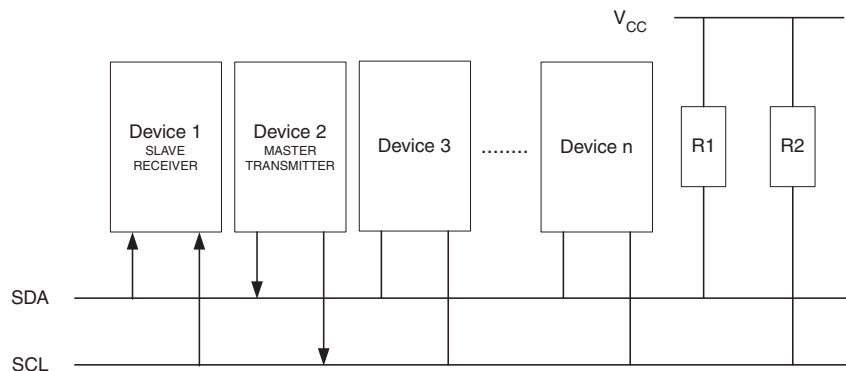 VCC
Device 1
SLAVE
RECEIVER
Device 2
MASTER
TRANSMITTER
Device 3
........
Device n
R1
R2
SDA
SCL